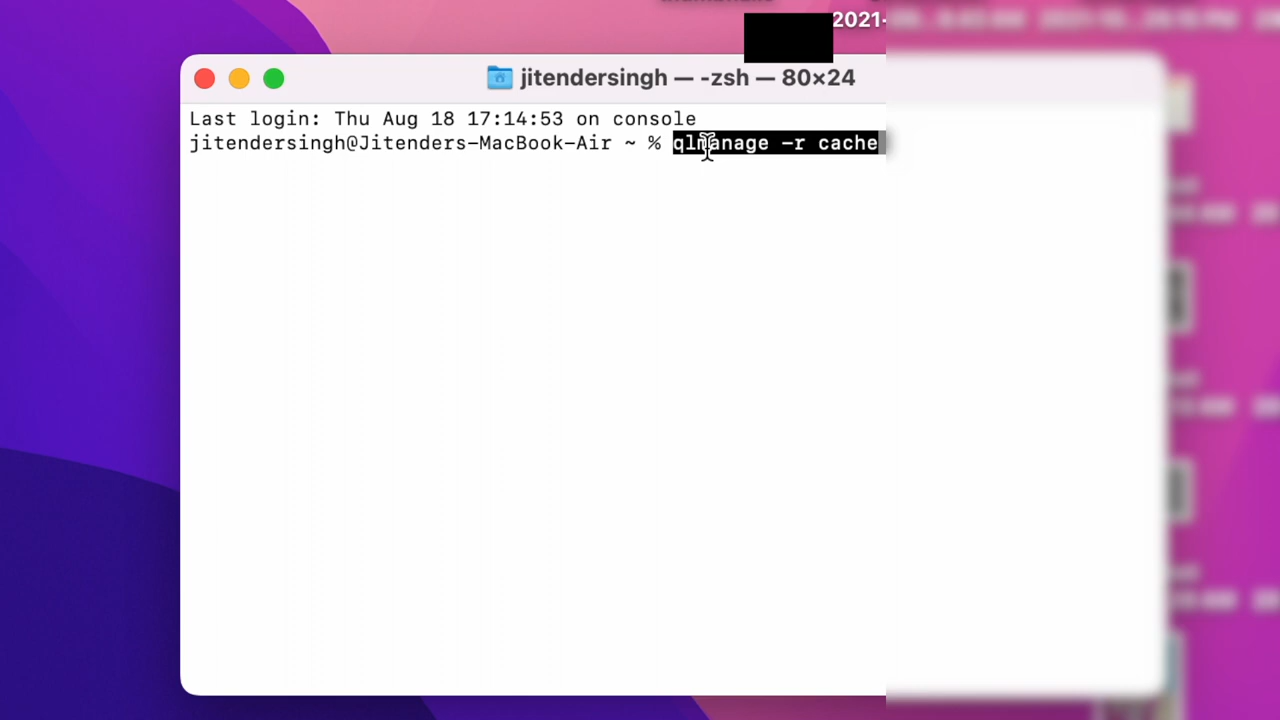 2021-
jitendersingh — -zsh — 80×24
Last login: Thu Aug 18 17:14:53 on console
jitendersingh@Jitenders-MacBook-Air ~ % qlmanage -r cache